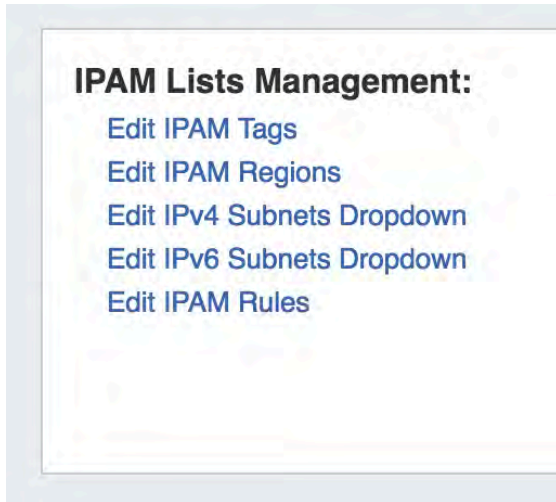 IPAM Lists Management:
Edit IPAM Tags
Edit IPAM Regions
Edit IPv4 Subnets Dropdown
Edit IPv6 Subnets Dropdown
Edit IPAM Rules